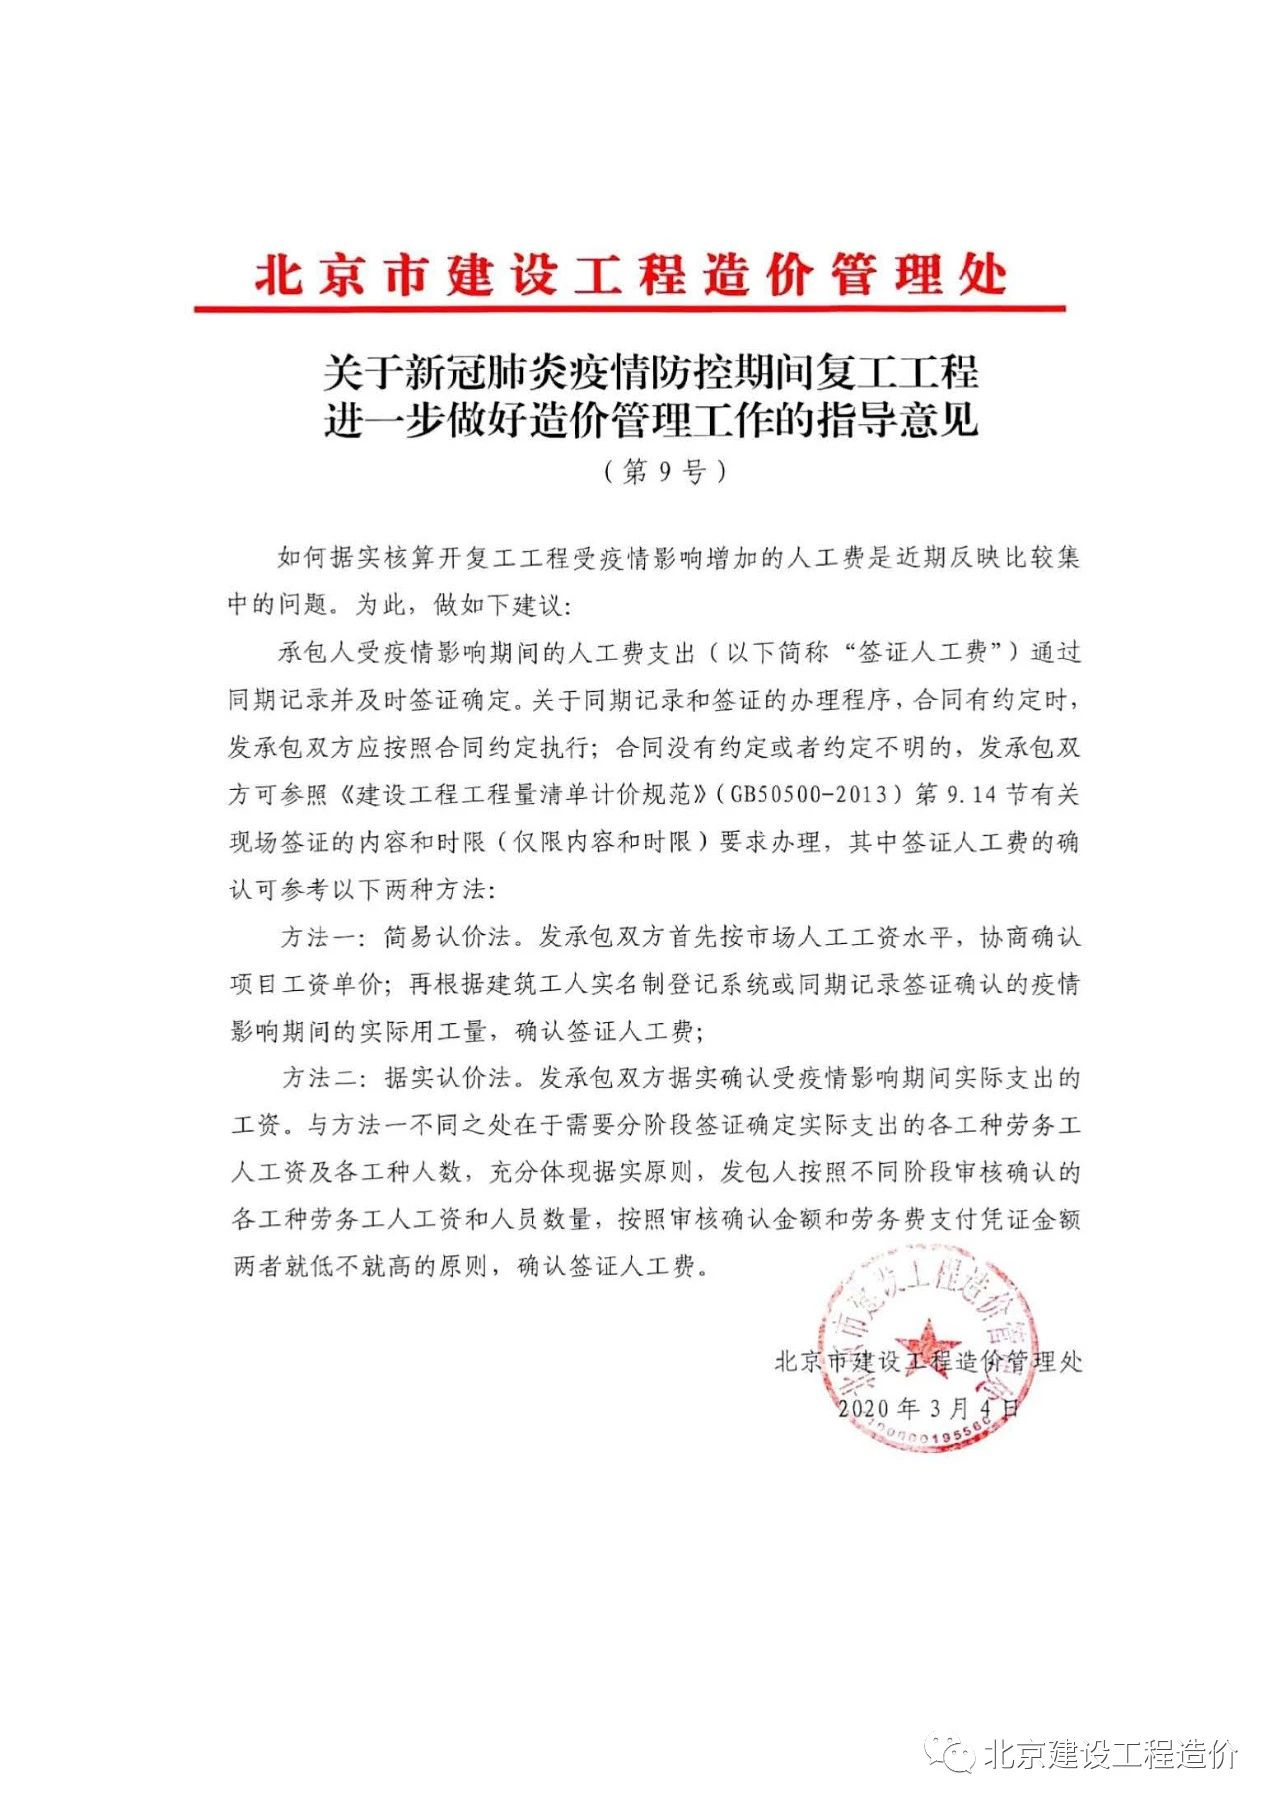 北京市建设工程造价管理处
关于新冠肺炎疫情防控期间复工工程
进一步做好造价管理工作的指导意见
（第 9 号）
如何据实核算开复工工程受疫情影响增加的人工费是近期反映比较集
中的问题。为此，做如下建议：
承包人受疫情影响期间的人工费支出（以下简称“签证人工费”）通过
同期记录并及时签证确定。关于同期记录和签证的办理程序，合同有约定时，
发承包双方应按照合同约定执行；合同没有约定或者约定不明的，发承包双
方可参照《建设工程工程量清单计价规范》（GB50500-2013）第 9.14 节有关
现场签证的内容和时限（仅限内容和时限）要求办理，其中签证人工费的确
认可参考以下两种方法：
方法一：简易认价法。发承包双方首先按市场人工工资水平，协商确认
项目工资单价；再根据建筑工人实名制登记系统或同期记录签证确认的疫情
影响期间的实际用工量，确认签证人工费；
方法二：据实认价法。发承包双方据实确认受疫情影响期间实际支出的
工资。与方法一不同之处在于需要分阶段签证确定实际支出的各工种劳务工
人工资及各工种人数，充分体现据实原则，发包人按照不同阶段审核确认的
各工种劳务工人工资和人员数量，按照审核确认金额和劳务费支付凭证金额
两者就低不就高的原则，确认签证人工费。
北京市建设工程造价管理处
北京市建设工程造价管理处
2020 年 3 月 4 日
北京建设工程造价